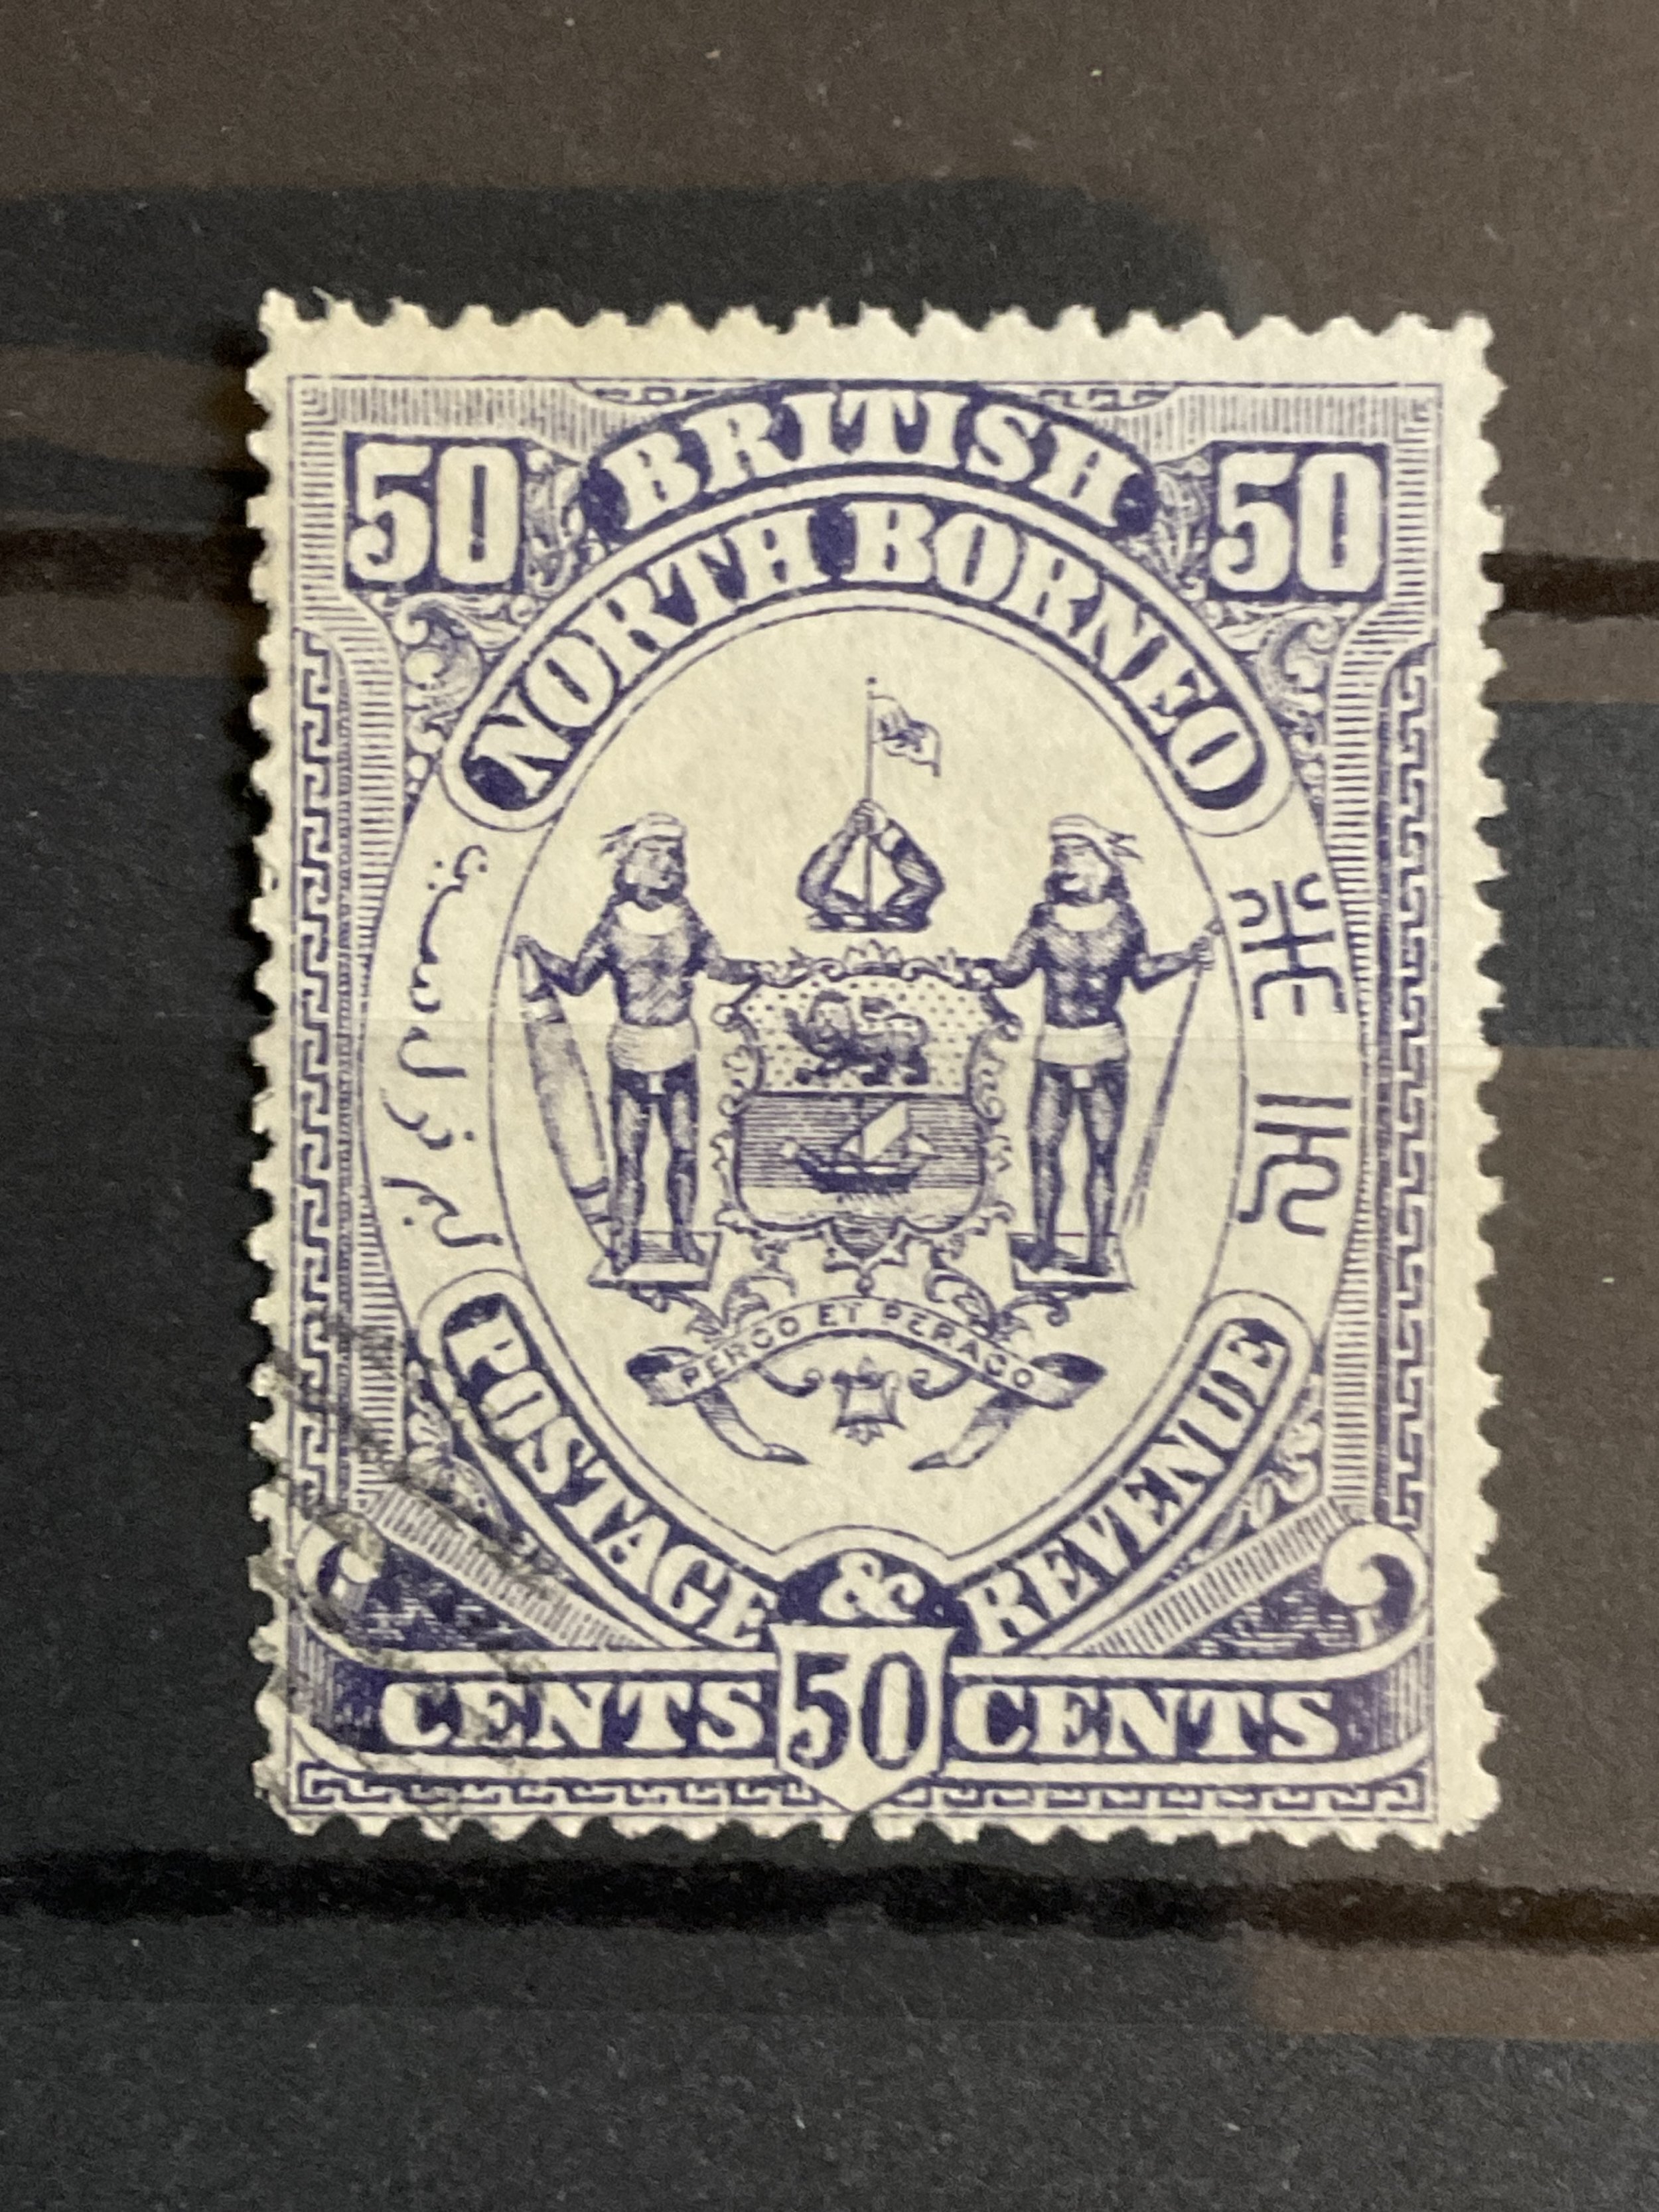 50 BRITISH 50
NORTH BORNEO
PERGO ET PERAGO
POSTAGE & REVENUE
CENTS 50 CENTS